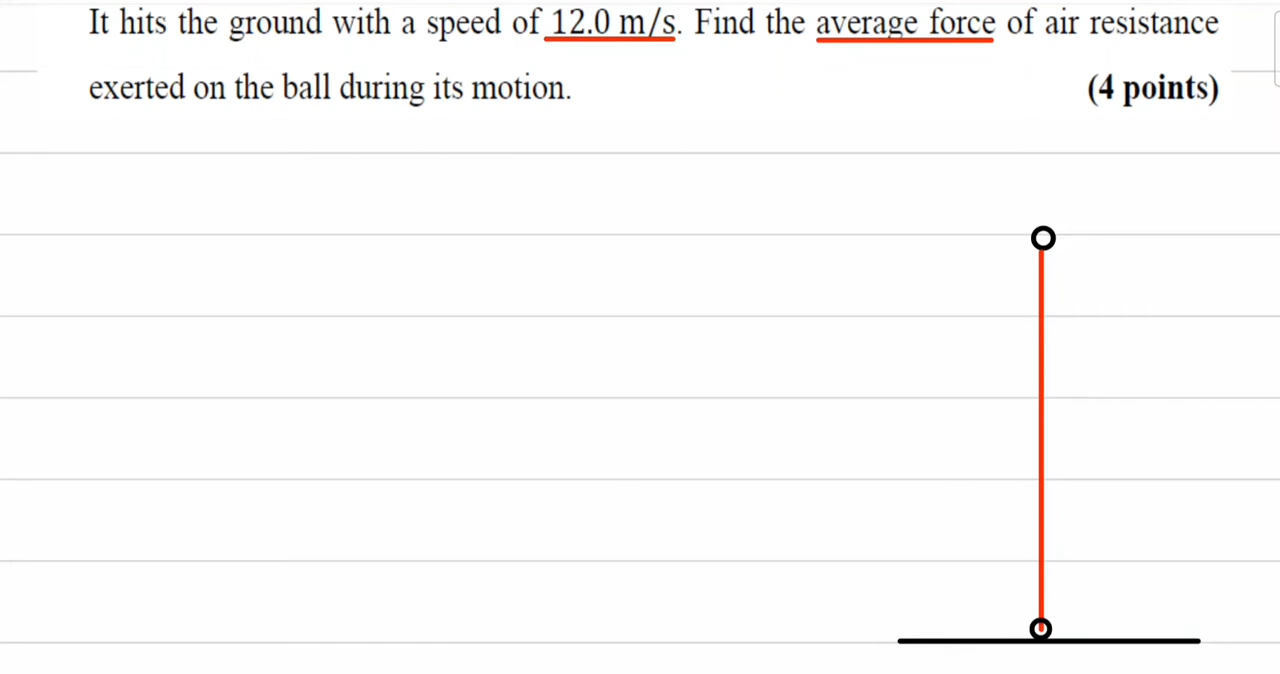 It hits the ground with a speed of 12.0 m/s. Find the average force of air resistance
exerted on the ball during its motion. (4 points)